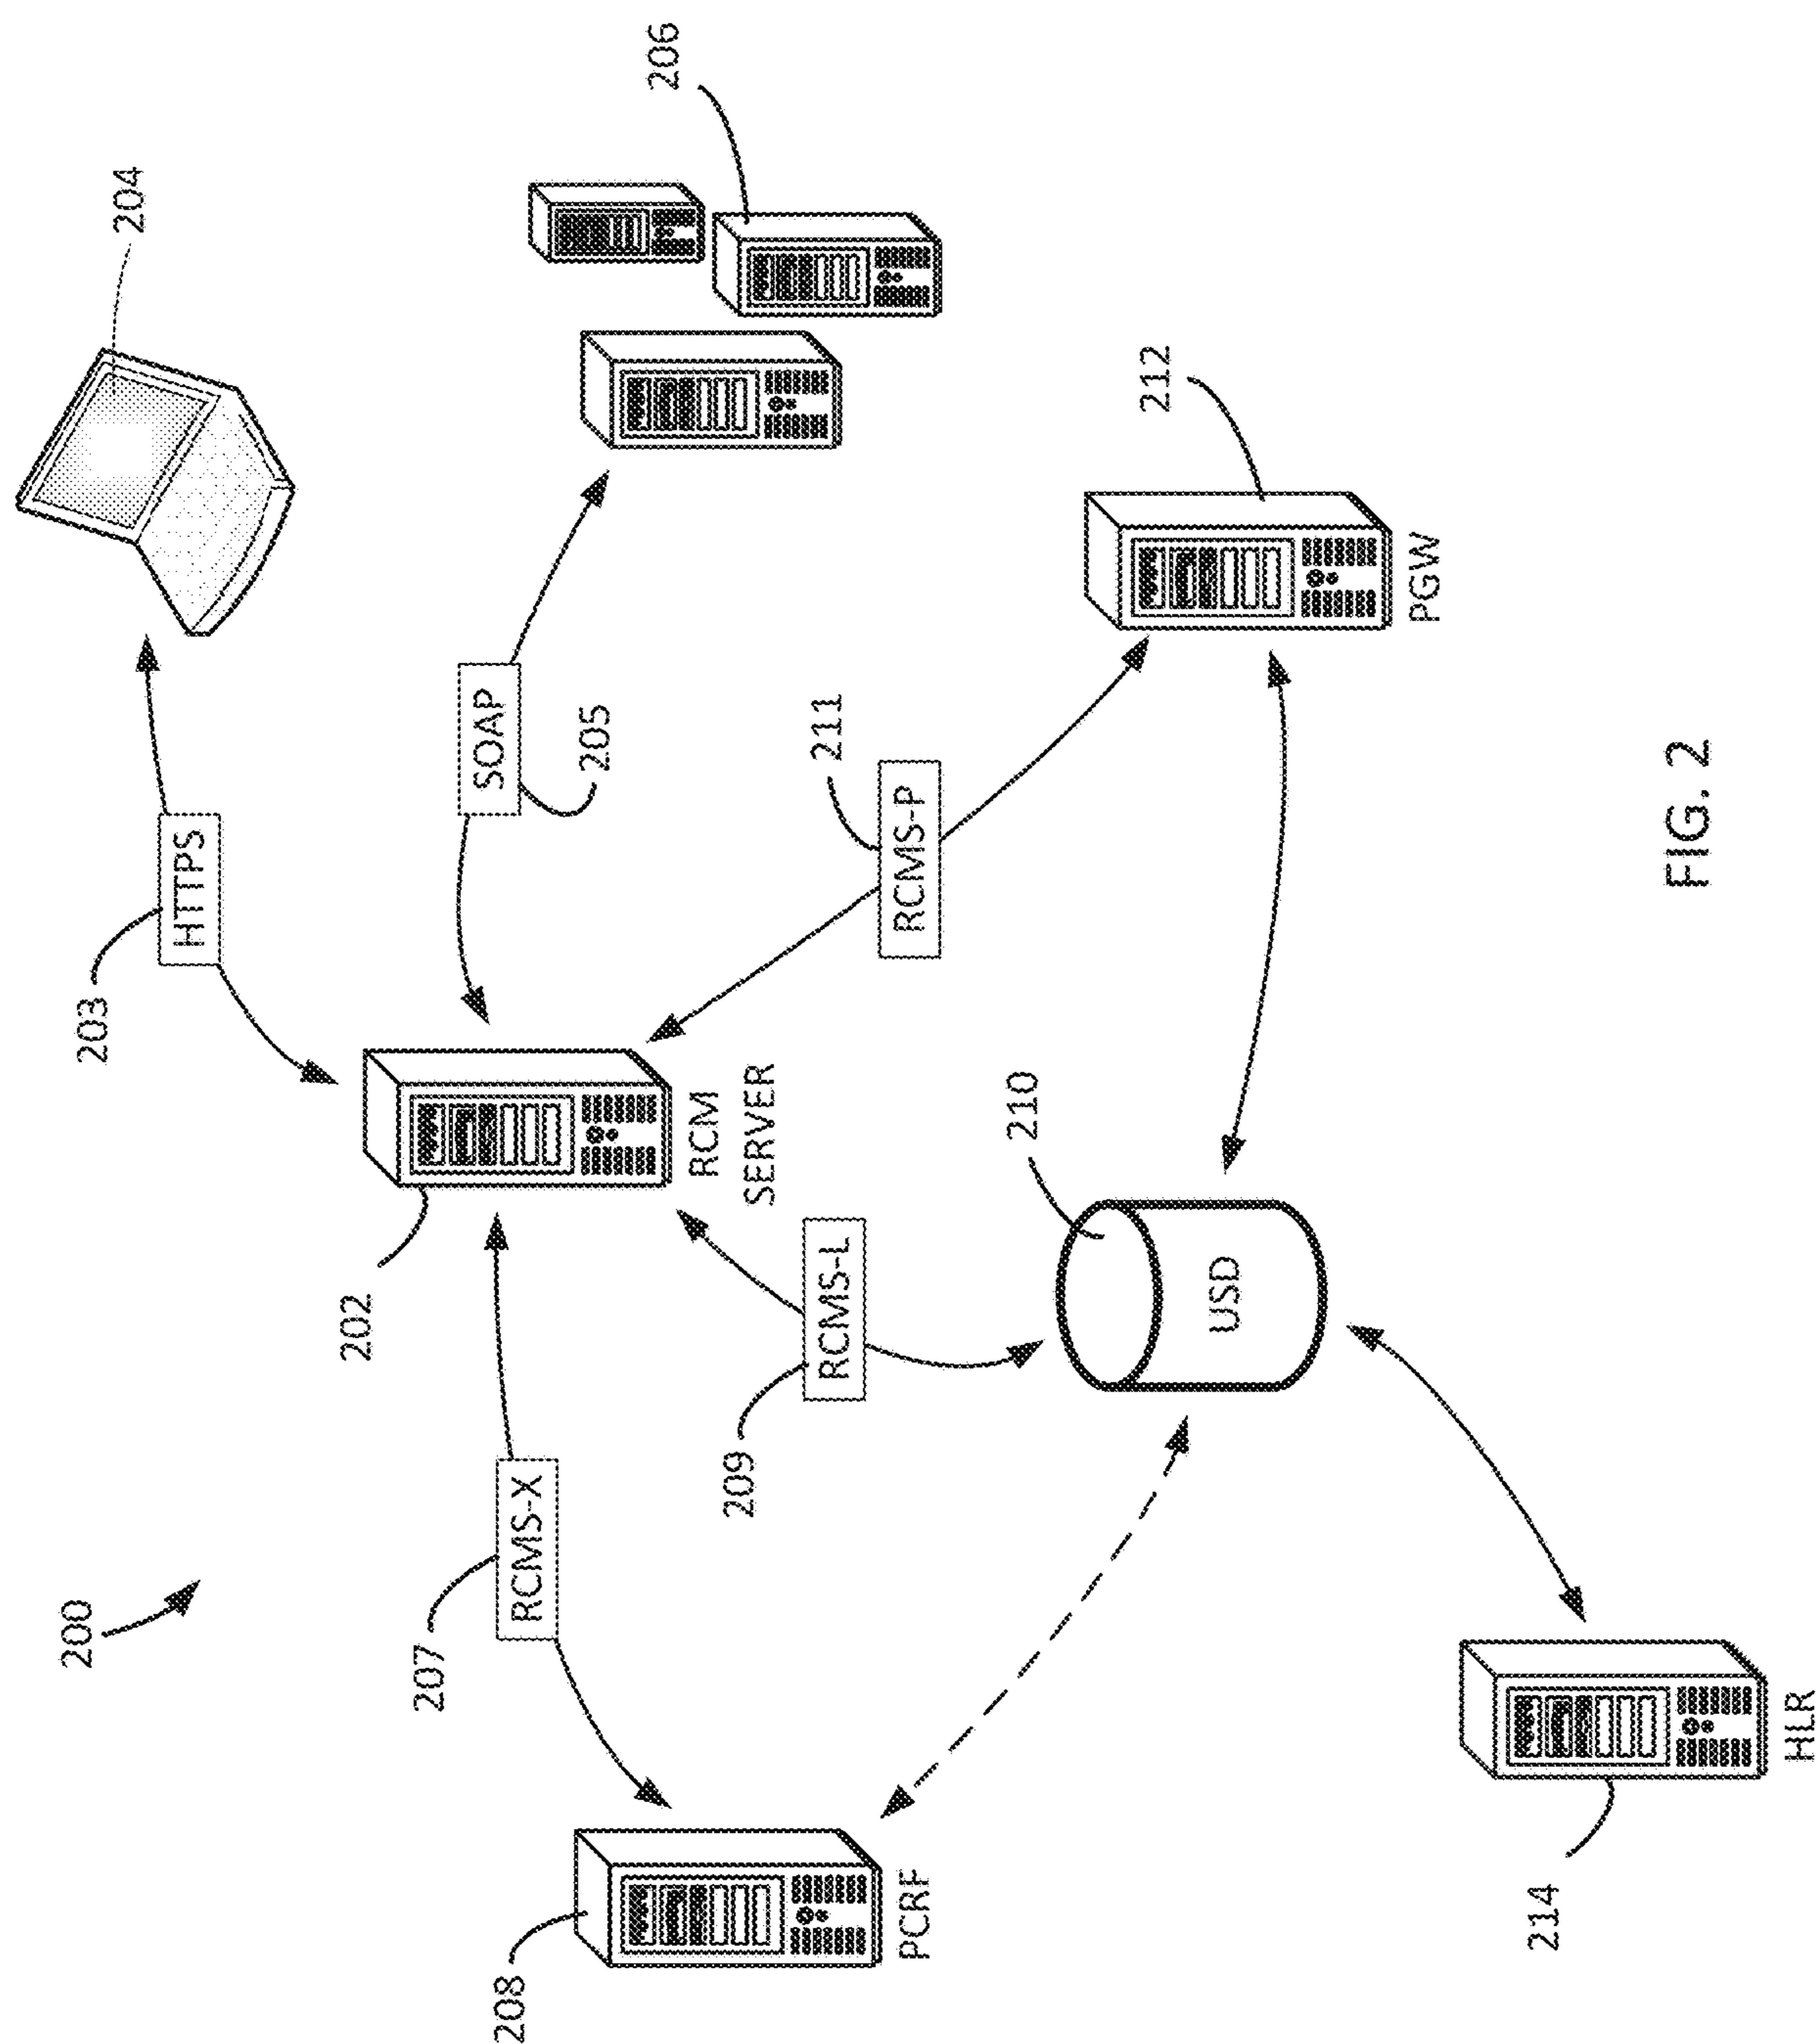 200
203
HTTPS
204
202
RCM
SERVER
SOAP
205
206
207
RCMS-X
208
PCRF
209
RCMS-L
211
RCMS-P
210
USD
212
PGW
214
HLR
FIG. 2